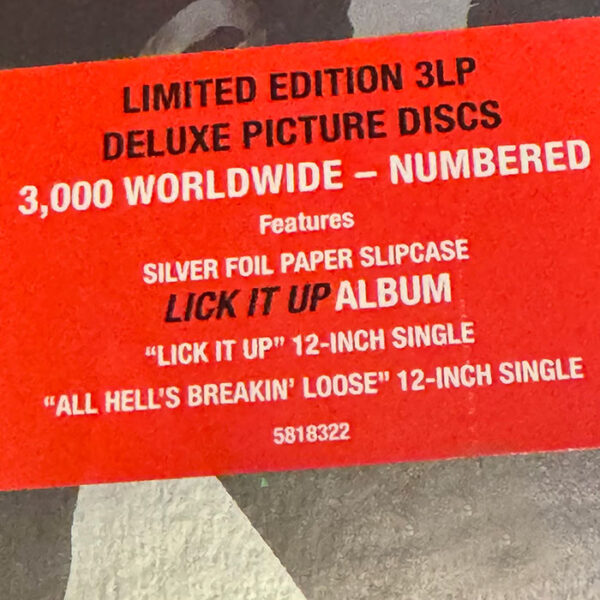 LIMITED EDITION 3LP
DELUXE PICTURE DISCS
3,000 WORLDWIDE – NUMBERED
Features
SILVER FOIL PAPER SLIPCASE
LICK IT UP ALBUM
“LICK IT UP” 12-INCH SINGLE
“ALL HELL'S BREAKIN' LOOSE” 12-INCH SINGLE
5818322